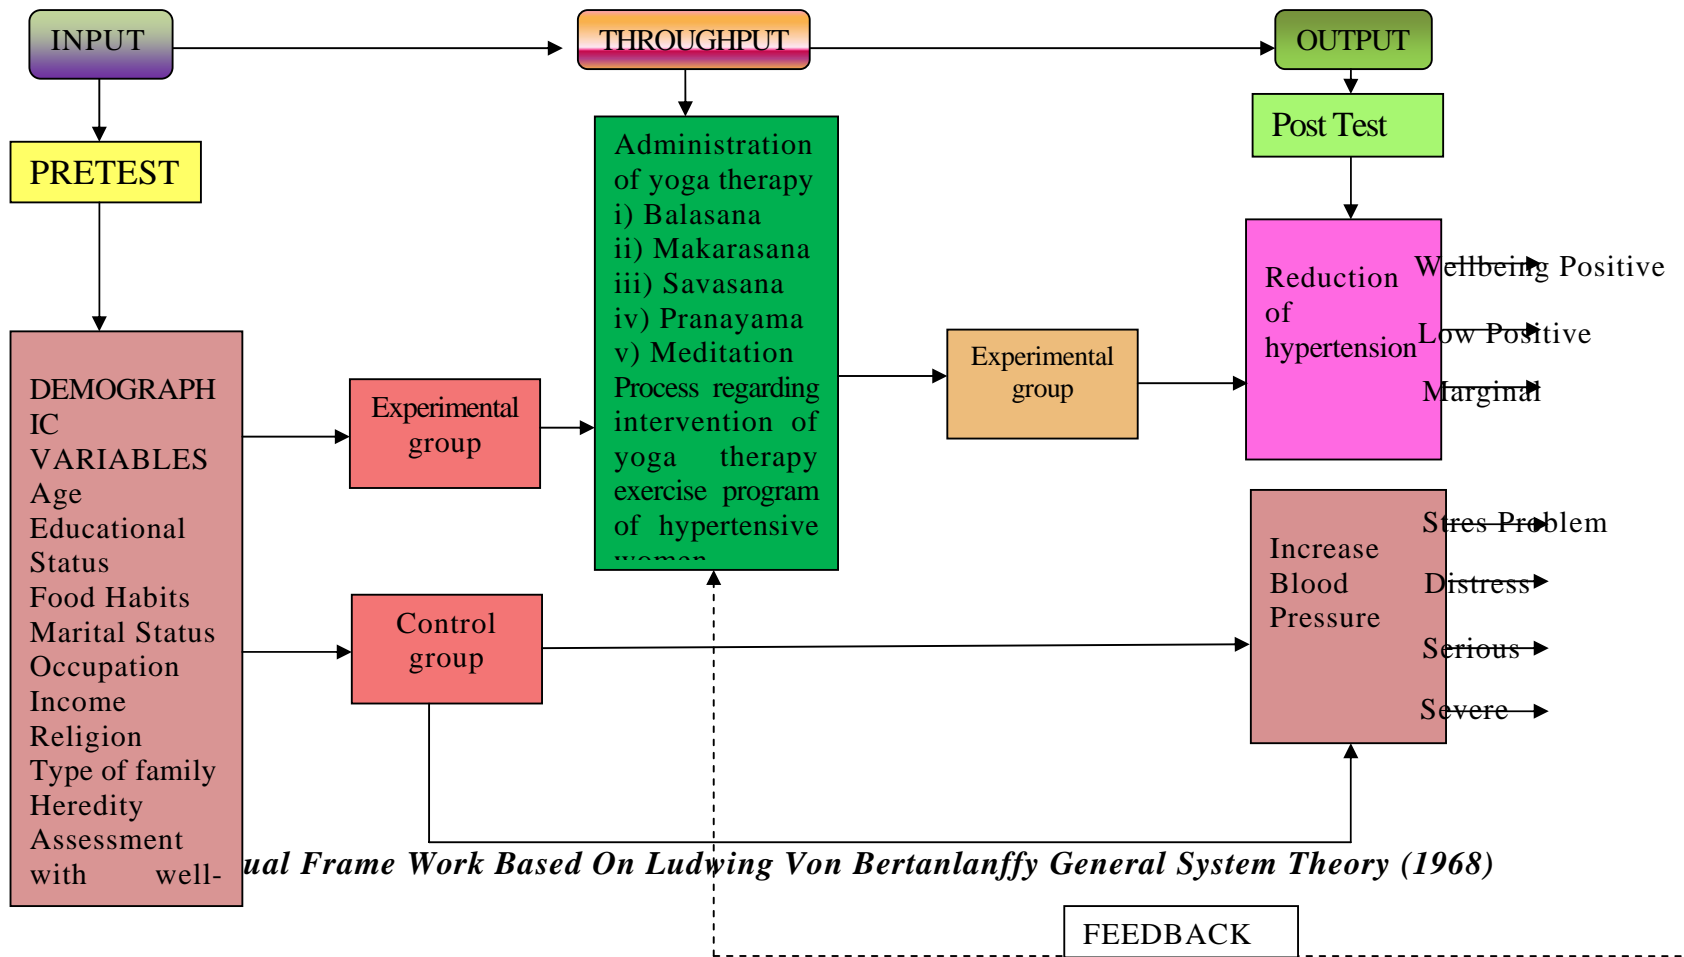 INPUT
THROUGHPUT
OUTPUT
PRETEST
Post Test
DEMOGRAPH
IC
VARIABLES
Age
Educational
Status
Food Habits
Marital Status
Occupation
Income
Religion
Type of family
Heredity
Assessment
with well-
Experimental
group
Control
group
Administration
of yoga therapy
i) Balasana
ii) Makarasana
iii) Savasana
iv) Pranayama
v) Meditation
Process regarding
intervention of
yoga therapy
exercise program
of hypertensive
women
Experimental
group
Reduction
of
hypertension
Wellbeing Positive
Low Positive
Marginal
Increase
Blood
Pressure
Stres Problem
Distress
Serious
Severe
ual Frame Work Based On Ludwing Von Bertanlanffy General System Theory (1968)
FEEDBACK